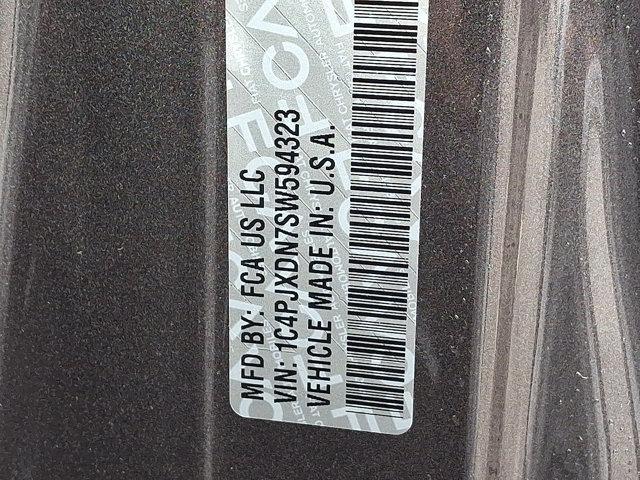 MFD BY: FCA US LLC
VIN: 1C4PJXDN7SW594323
VEHICLE MADE IN: U.S.A.